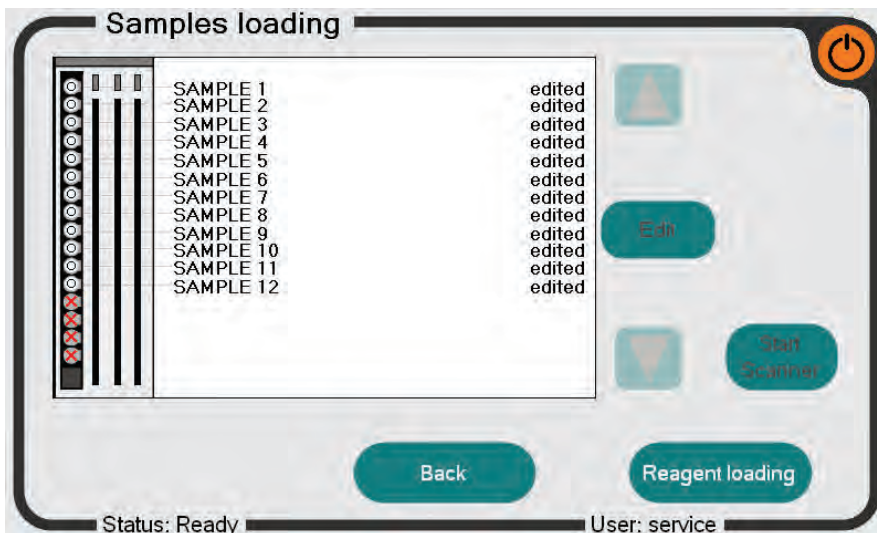 Samples loading
SAMPLE 1 edited
SAMPLE 2 edited
SAMPLE 3 edited
SAMPLE 4 edited
SAMPLE 5 edited
SAMPLE 6 edited
SAMPLE 7 edited
SAMPLE 8 edited
SAMPLE 9 edited
SAMPLE 10 edited
SAMPLE 11 edited
SAMPLE 12 edited
Edit
Start
Scanner
Back
Reagent loading
Status: Ready
User: service